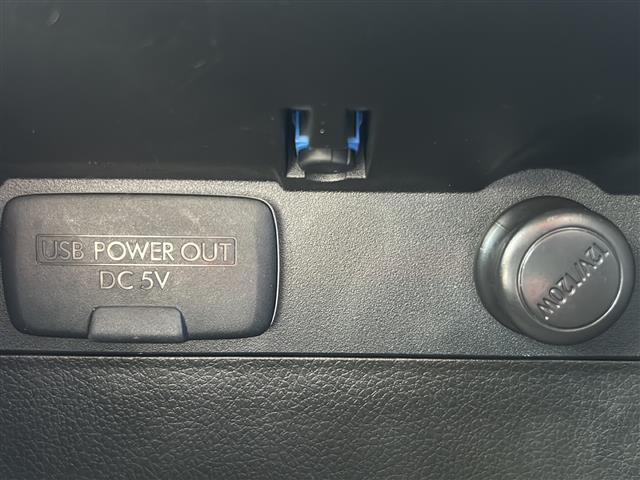 USB POWER OUT
DC 5V
12V/120W